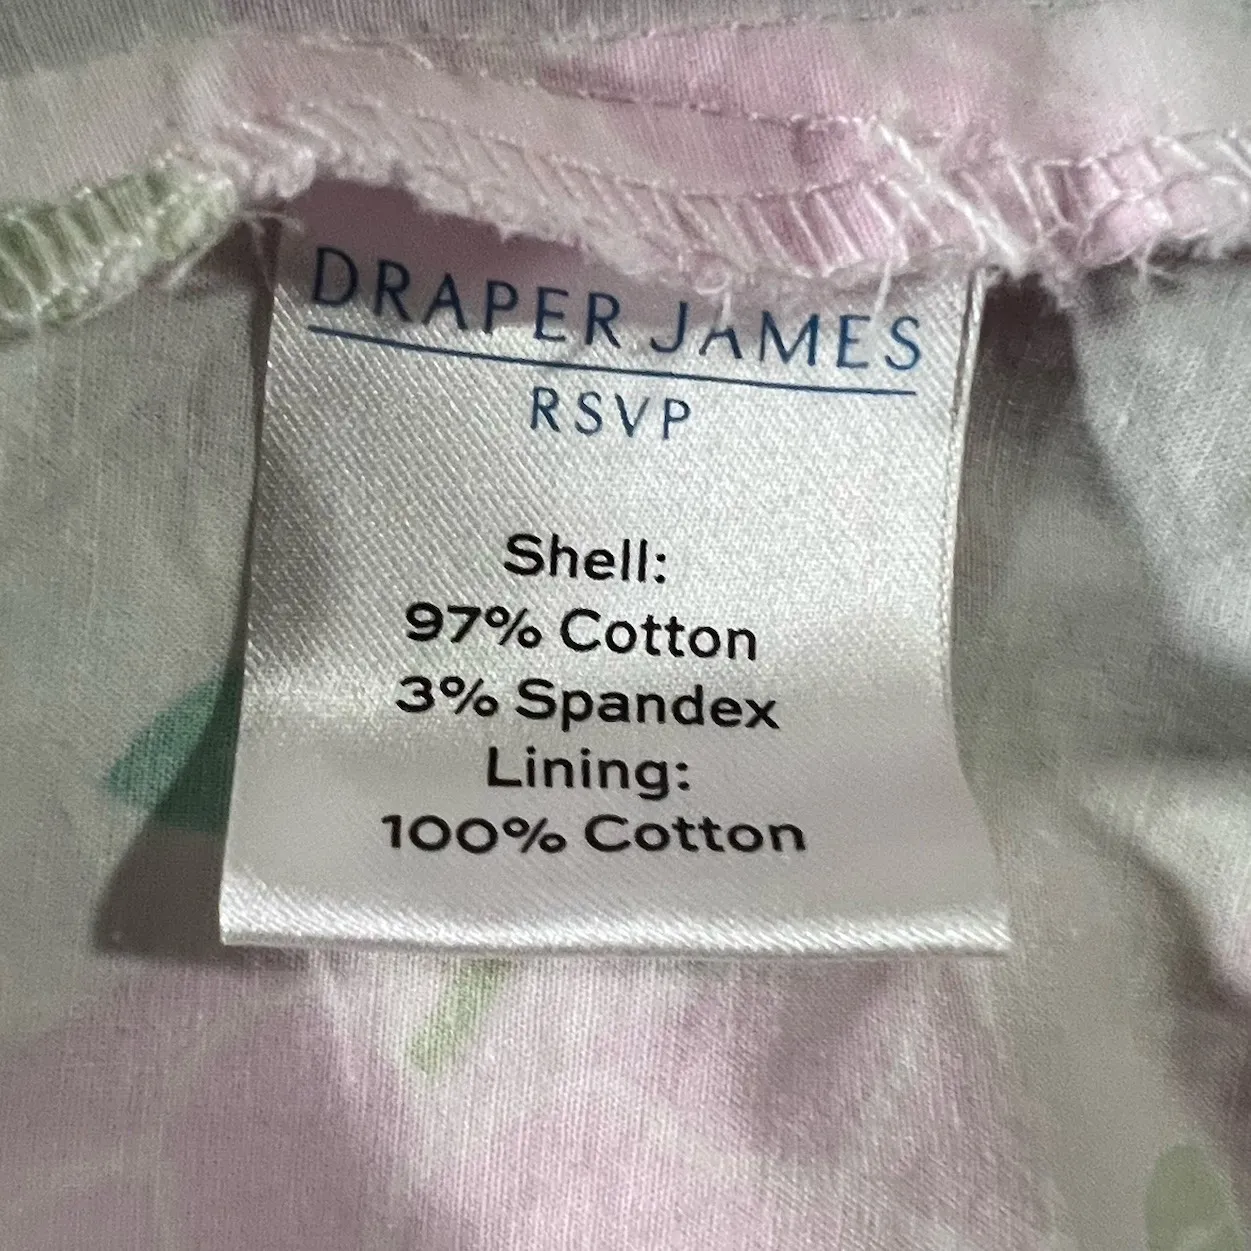 DRAPER JAMES
RSVP
Shell:
97% Cotton
3% Spandex
Lining:
100% Cotton